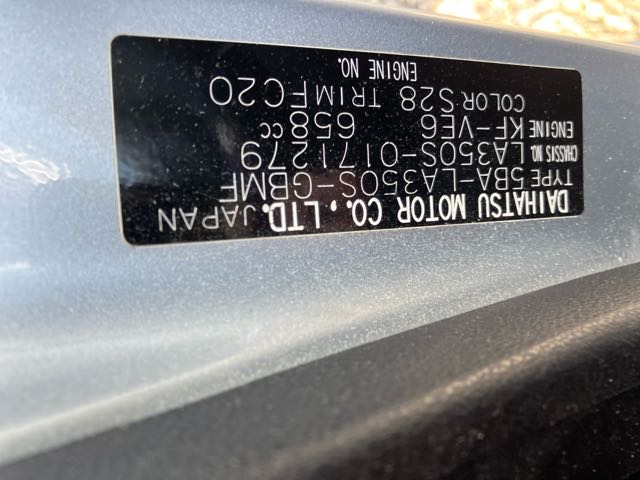 DAIHATSU MOTOR CO., LTD. JAPAN
TYPE 5BA-LA350S-GBMF
CHASSIS NO. LA350S-0171279
ENGINE KF-VE6 658cc
COLOR S28 TRIM FC20
ENGINE NO.